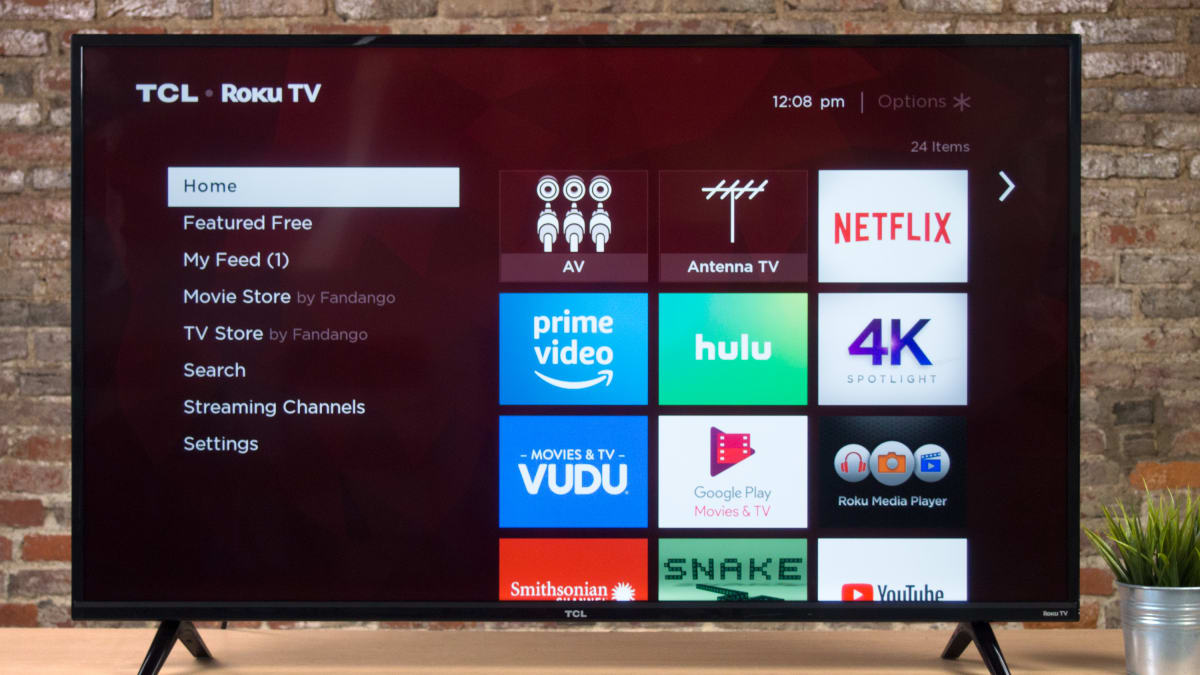 TCL • Roku TV
12:08 pm | Options
24 Items
Home
Featured Free
My Feed (1)
Movie Store by Fandango
TV Store by Fandango
Search
Streaming Channels
Settings
AV
Antenna TV
NETFLIX
prime
video
hulu
4K
SPOTLIGHT
MOVIES & TV
VUDU
Google Play
Movies & TV
Roku Media Player
Smithsonian
CHANNEL
SNAKE
YouTube
TCL
Roku TV